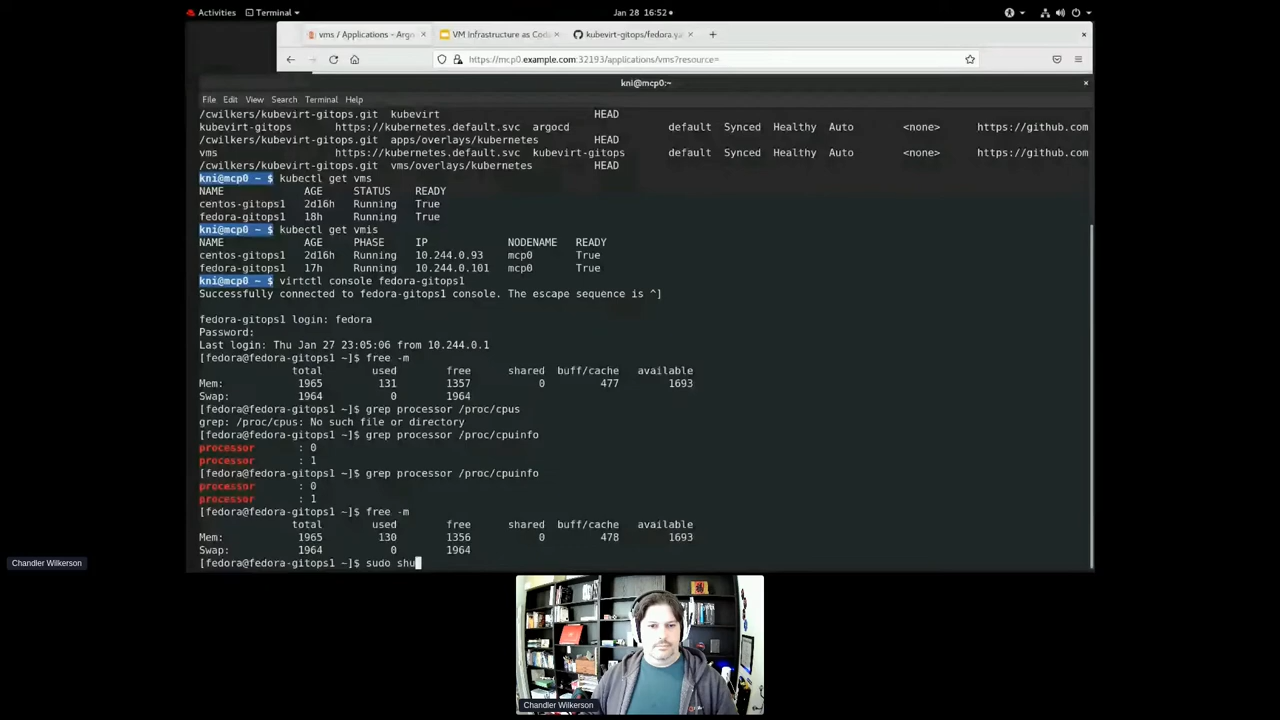 Activities Terminal Jan 28 16:52
vms / Applications - Argo VM Infrastructure as Code kubevirt-gitops/fedora.ya
https://mcp0.example.com:32193/applications/vms?resource=
kni@mcp0:~
File Edit View Search Terminal Help
/cwilkers/kubevirt-gitops.git kubevirt HEAD
kubevirt-gitops https://kubernetes.default.svc argocd default Synced Healthy Auto <none> https://github.com
/cwilkers/kubevirt-gitops.git apps/overlays/kubernetes HEAD
vms https://kubernetes.default.svc kubevirt-gitops default Synced Healthy Auto <none> https://github.com
/cwilkers/kubevirt-gitops.git vms/overlays/kubernetes HEAD
kni@mcp0 ~ $ kubectl get vms
NAME AGE STATUS READY
centos-gitops1 2d16h Running True
fedora-gitops1 18h Running True
kni@mcp0 ~ $ kubectl get vmis
NAME AGE PHASE IP NODENAME READY
centos-gitops1 2d16h Running 10.244.0.93 mcp0 True
fedora-gitops1 17h Running 10.244.0.101 mcp0 True
kni@mcp0 ~ $ virtctl console fedora-gitops1
Successfully connected to fedora-gitops1 console. The escape sequence is ^]
fedora-gitops1 login: fedora
Password:
Last login: Thu Jan 27 23:05:06 from 10.244.0.1
[fedora@fedora-gitops1 ~]$ free -m
total used free shared buff/cache available
Mem: 1965 131 1357 0 477 1693
Swap: 1964 0 1964
[fedora@fedora-gitops1 ~]$ grep processor /proc/cpus
grep: /proc/cpus: No such file or directory
[fedora@fedora-gitops1 ~]$ grep processor /proc/cpuinfo
processor : 0
processor : 1
[fedora@fedora-gitops1 ~]$ grep processor /proc/cpuinfo
processor : 0
processor : 1
[fedora@fedora-gitops1 ~]$ free -m
total used free shared buff/cache available
Mem: 1965 130 1356 0 478 1693
Swap: 1964 0 1964
[fedora@fedora-gitops1 ~]$ sudo shu
Chandler Wilkerson
Chandler Wilkerson